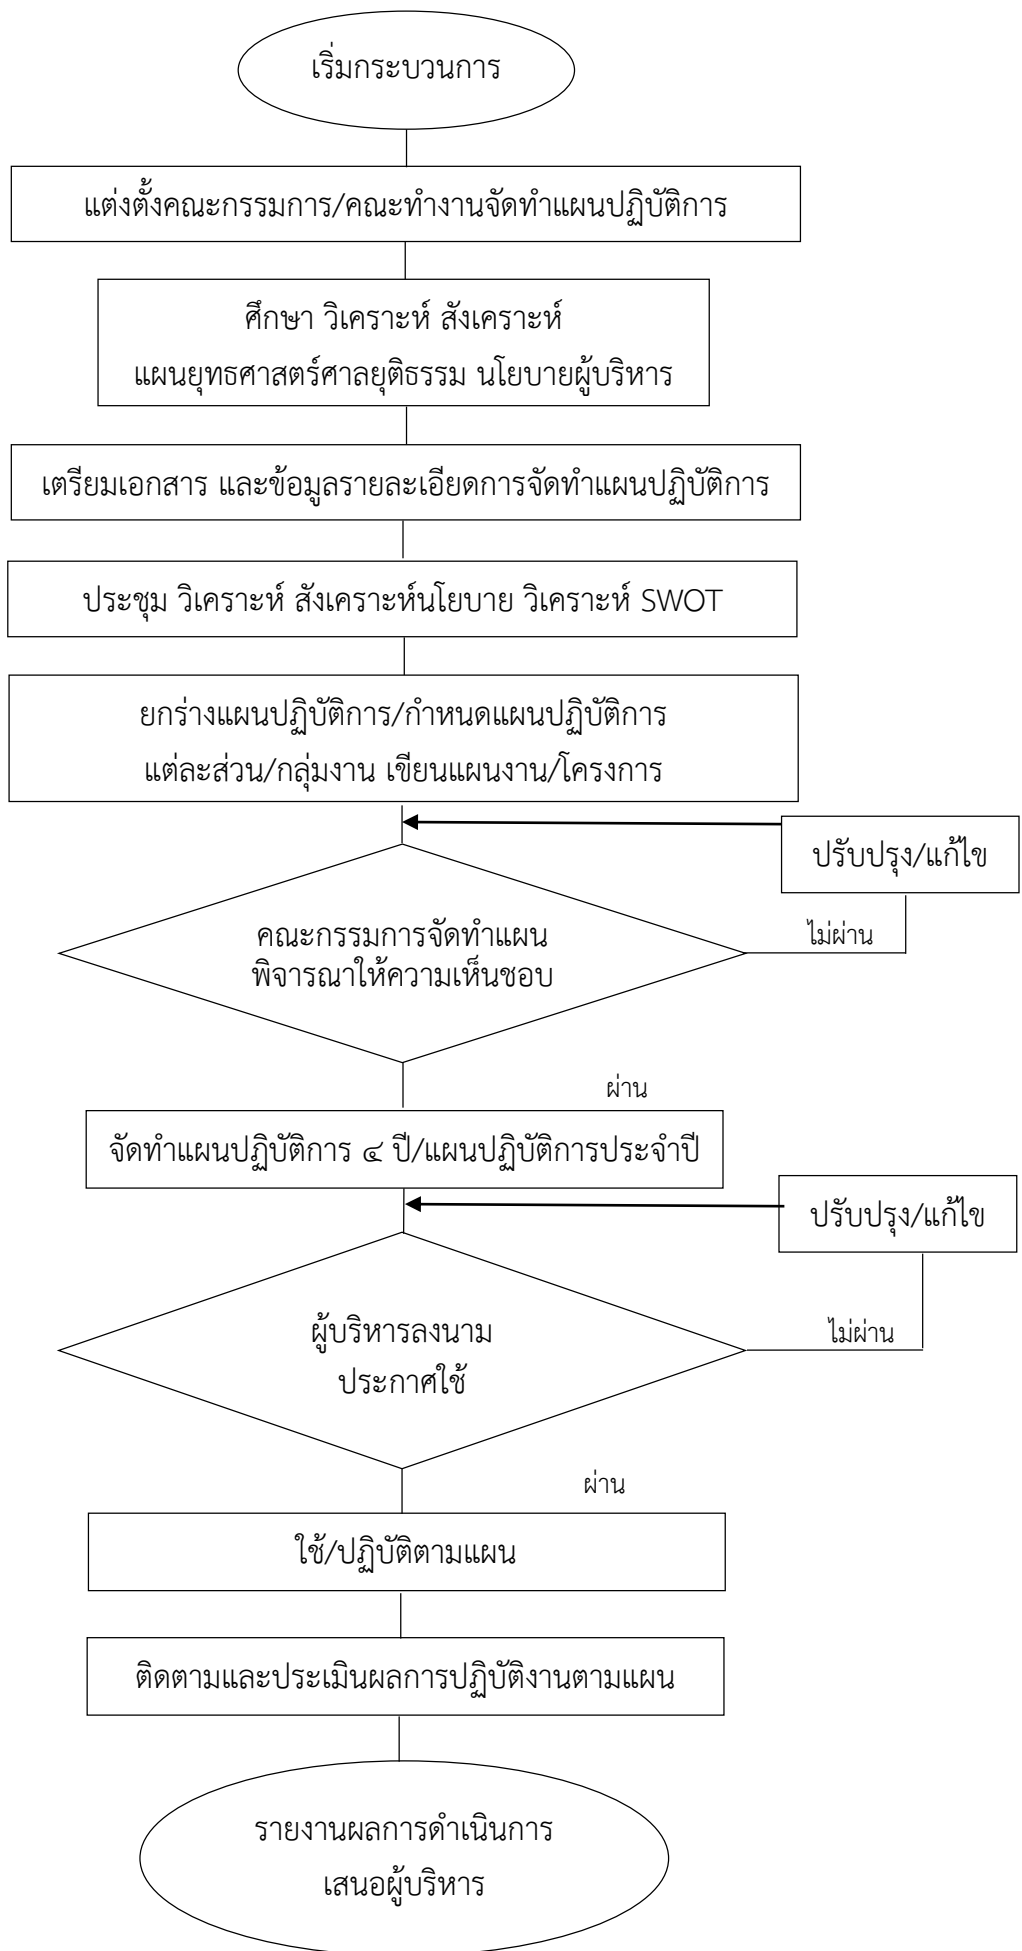 เริ่มกระบวนการ
แต่งตั้งคณะกรรมการ/คณะทำงานจัดทำแผนปฏิบัติการ
ศึกษา วิเคราะห์ สังเคราะห์
แผนยุทธศาสตร์ศาลยุติธรรม นโยบายผู้บริหาร
เตรียมเอกสาร และข้อมูลรายละเอียดการจัดทำแผนปฏิบัติการ
ประชุม วิเคราะห์ สังเคราะห์นโยบาย วิเคราะห์ SWOT
ยกร่างแผนปฏิบัติการ/กำหนดแผนปฏิบัติการ
แต่ละส่วน/กลุ่มงาน เขียนแผนงาน/โครงการ
ปรับปรุง/แก้ไข
ไม่ผ่าน
คณะกรรมการจัดทำแผน
พิจารณาให้ความเห็นชอบ
ผ่าน
จัดทำแผนปฏิบัติการ ๔ ปี/แผนปฏิบัติการประจำปี
ปรับปรุง/แก้ไข
ไม่ผ่าน
ผู้บริหารลงนาม
ประกาศใช้
ผ่าน
ใช้/ปฏิบัติตามแผน
ติดตามและประเมินผลการปฏิบัติงานตามแผน
รายงานผลการดำเนินการ
เสนอผู้บริหาร